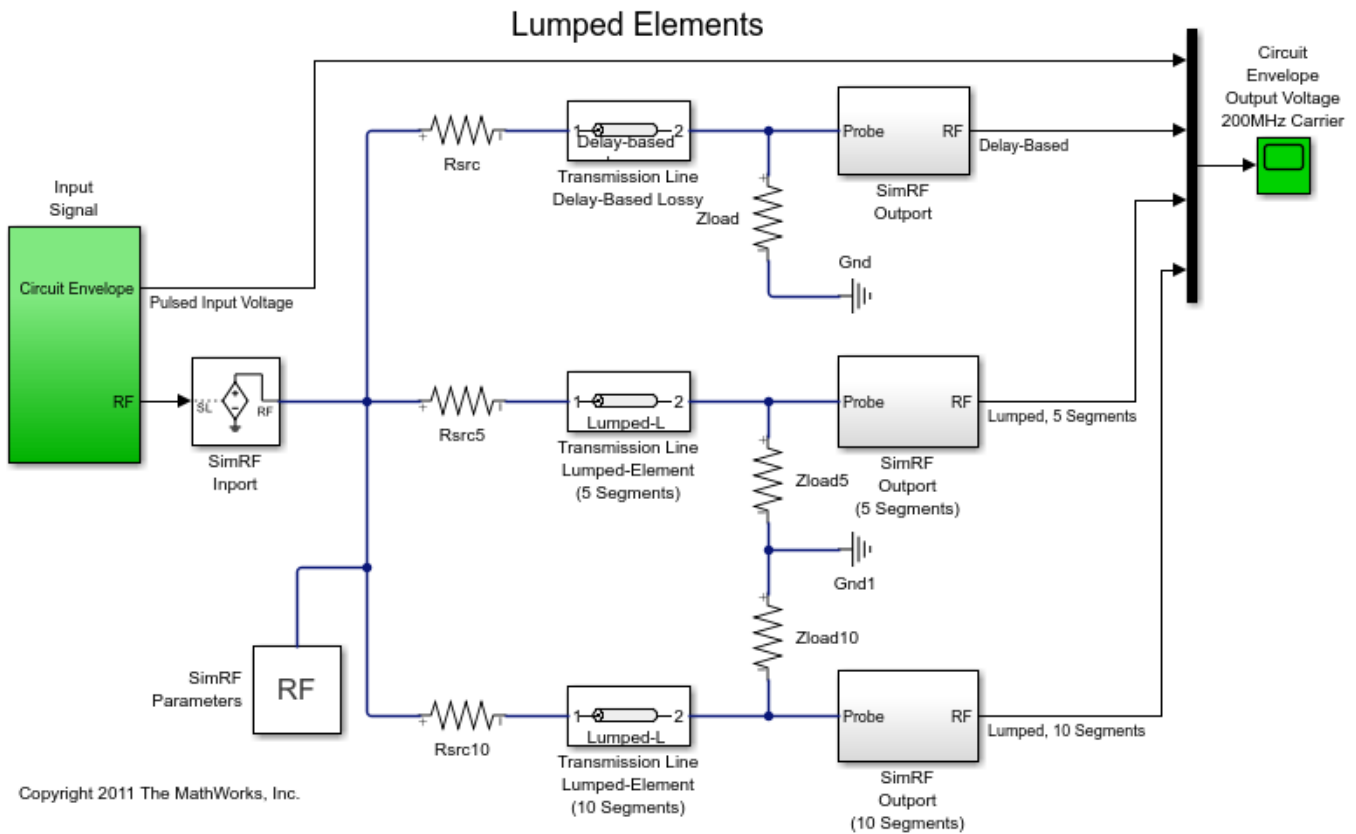 Lumped Elements
Circuit
Envelope
Output Voltage
200MHz Carrier
Input
Signal
Circuit Envelope
RF
Pulsed Input Voltage
SL
RF
SimRF
Inport
Rsrc
1
2
Delay-based
Transmission Line
Delay-Based Lossy
Zload
Gnd
Probe
RF
SimRF
Outport
Delay-Based
Rsrc5
1
2
Lumped-L
Transmission Line
Lumped-Element
(5 Segments)
Zload5
Gnd1
Probe
RF
SimRF
Outport
(5 Segments)
Lumped, 5 Segments
SimRF
Parameters
RF
Rsrc10
1
2
Lumped-L
Transmission Line
Lumped-Element
(10 Segments)
Zload10
Probe
RF
SimRF
Outport
(10 Segments)
Lumped, 10 Segments
Copyright 2011 The MathWorks, Inc.